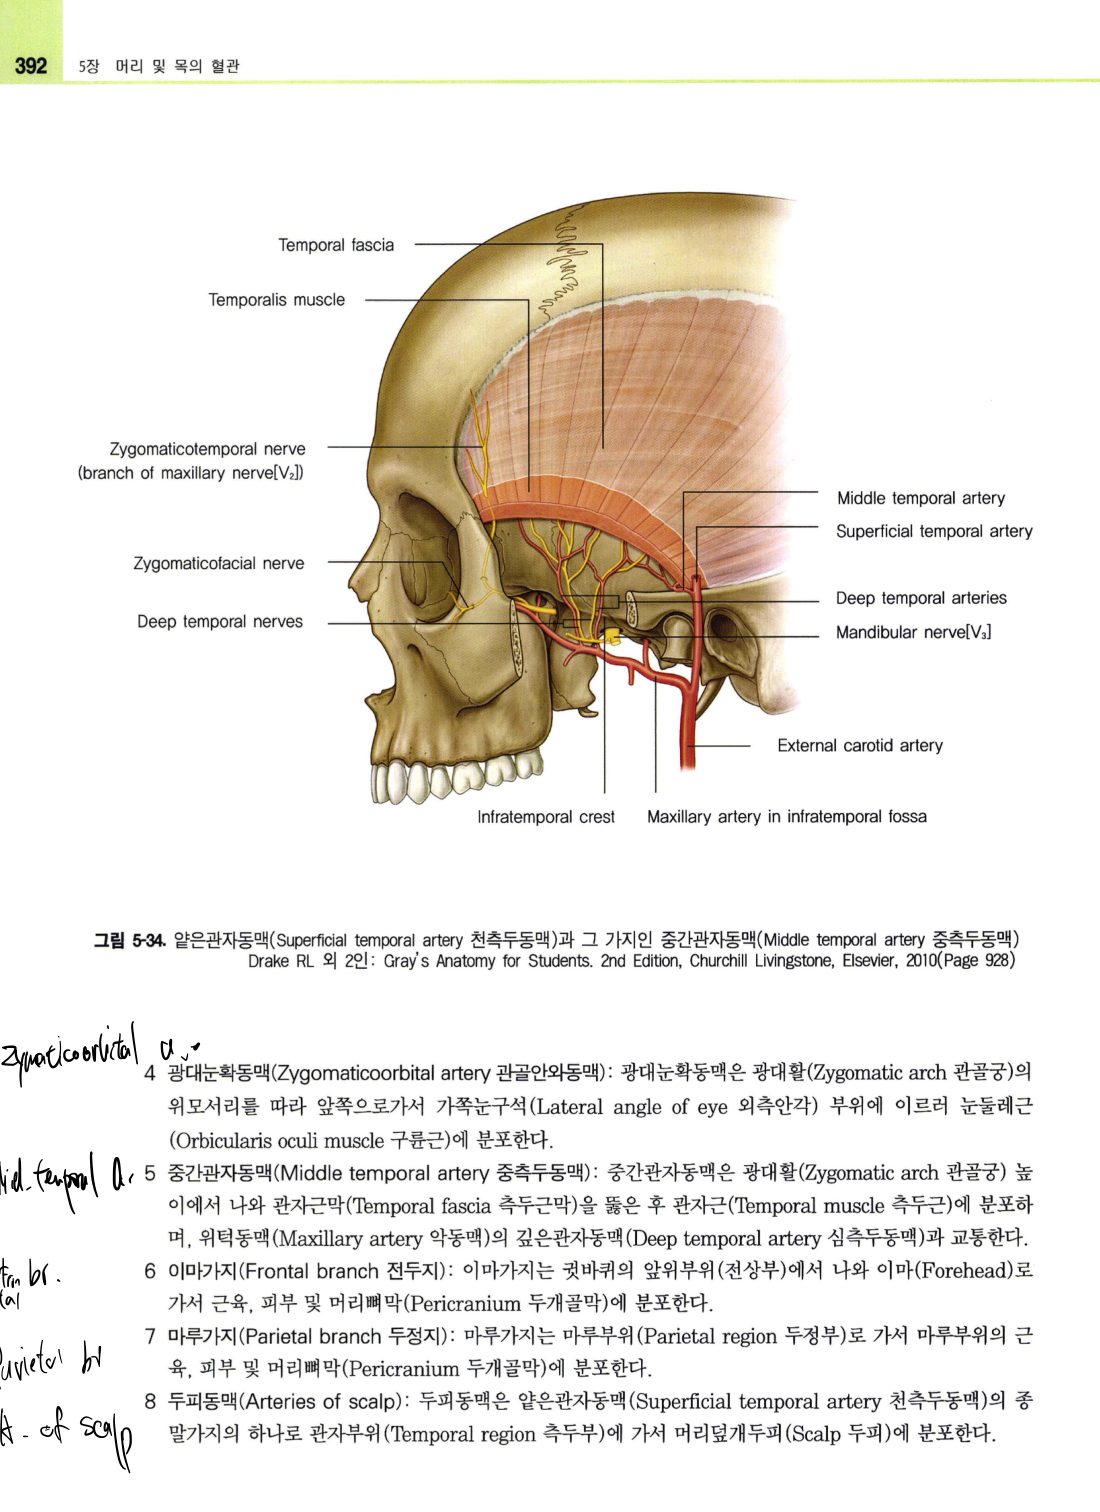 392 5장 머리 및 목의 혈관
Temporal fascia
Temporalis muscle
Zygomaticotemporal nerve
(branch of maxillary nerve[V₂])
Zygomaticofacial nerve
Deep temporal nerves
Middle temporal artery
Superficial temporal artery
Deep temporal arteries
Mandibular nerve[V₃]
External carotid artery
Infratemporal crest
Maxillary artery in infratemporal fossa
그림 5-34. 얕은관자동맥(Superficial temporal artery 천측두동맥)과 그 가지인 중간관자동맥(Middle temporal artery 중측두동맥)
Drake RL 외 2인: Gray's Anatomy for Students. 2nd Edition, Churchill Livingstone, Elsevier, 2010(Page 928)
a.
4 광대눈확동맥(Zygomaticoorbital artery 관골안와동맥): 광대눈확동맥은 광대활(Zygomatic arch 관골궁)의
위모서리를 따라 앞쪽으로가서 가쪽눈구석(Lateral angle of eye 외측안각) 부위에 이르러 눈둘레근
(Orbicularis oculi muscle 구륜근)에 분포한다.
temporal a.
5 중간관자동맥(Middle temporal artery 중측두동맥): 중간관자동맥은 광대활(Zygomatic arch 관골궁) 높
이에서 나와 관자근막(Temporal fascia 측두근막)을 뚫은 후 관자근(Temporal muscle 측두근)에 분포하
며, 위턱동맥(Maxillary artery 악동맥)의 깊은관자동맥(Deep temporal artery 심측두동맥)과 교통한다.
br.
6 이마가지(Frontal branch 전두지): 이마가지는 귓바퀴의 앞위부위(전상부)에서 나와 이마(Forehead)로
가서 근육, 피부 및 머리뼈막(Pericranium 두개골막)에 분포한다.
7 마루가지(Parietal branch 두정지): 마루가지는 마루부위(Parietal region 두정부)로 가서 마루부위의 근
육, 피부 및 머리뼈막(Pericranium 두개골막)에 분포한다.
br
8 두피동맥(Arteries of scalp): 두피동맥은 얕은관자동맥(Superficial temporal artery 천측두동맥)의 종
말가지의 하나로 관자부위(Temporal region 측두부)에 가서 머리덮개두피(Scalp 두피)에 분포한다.
of scalp